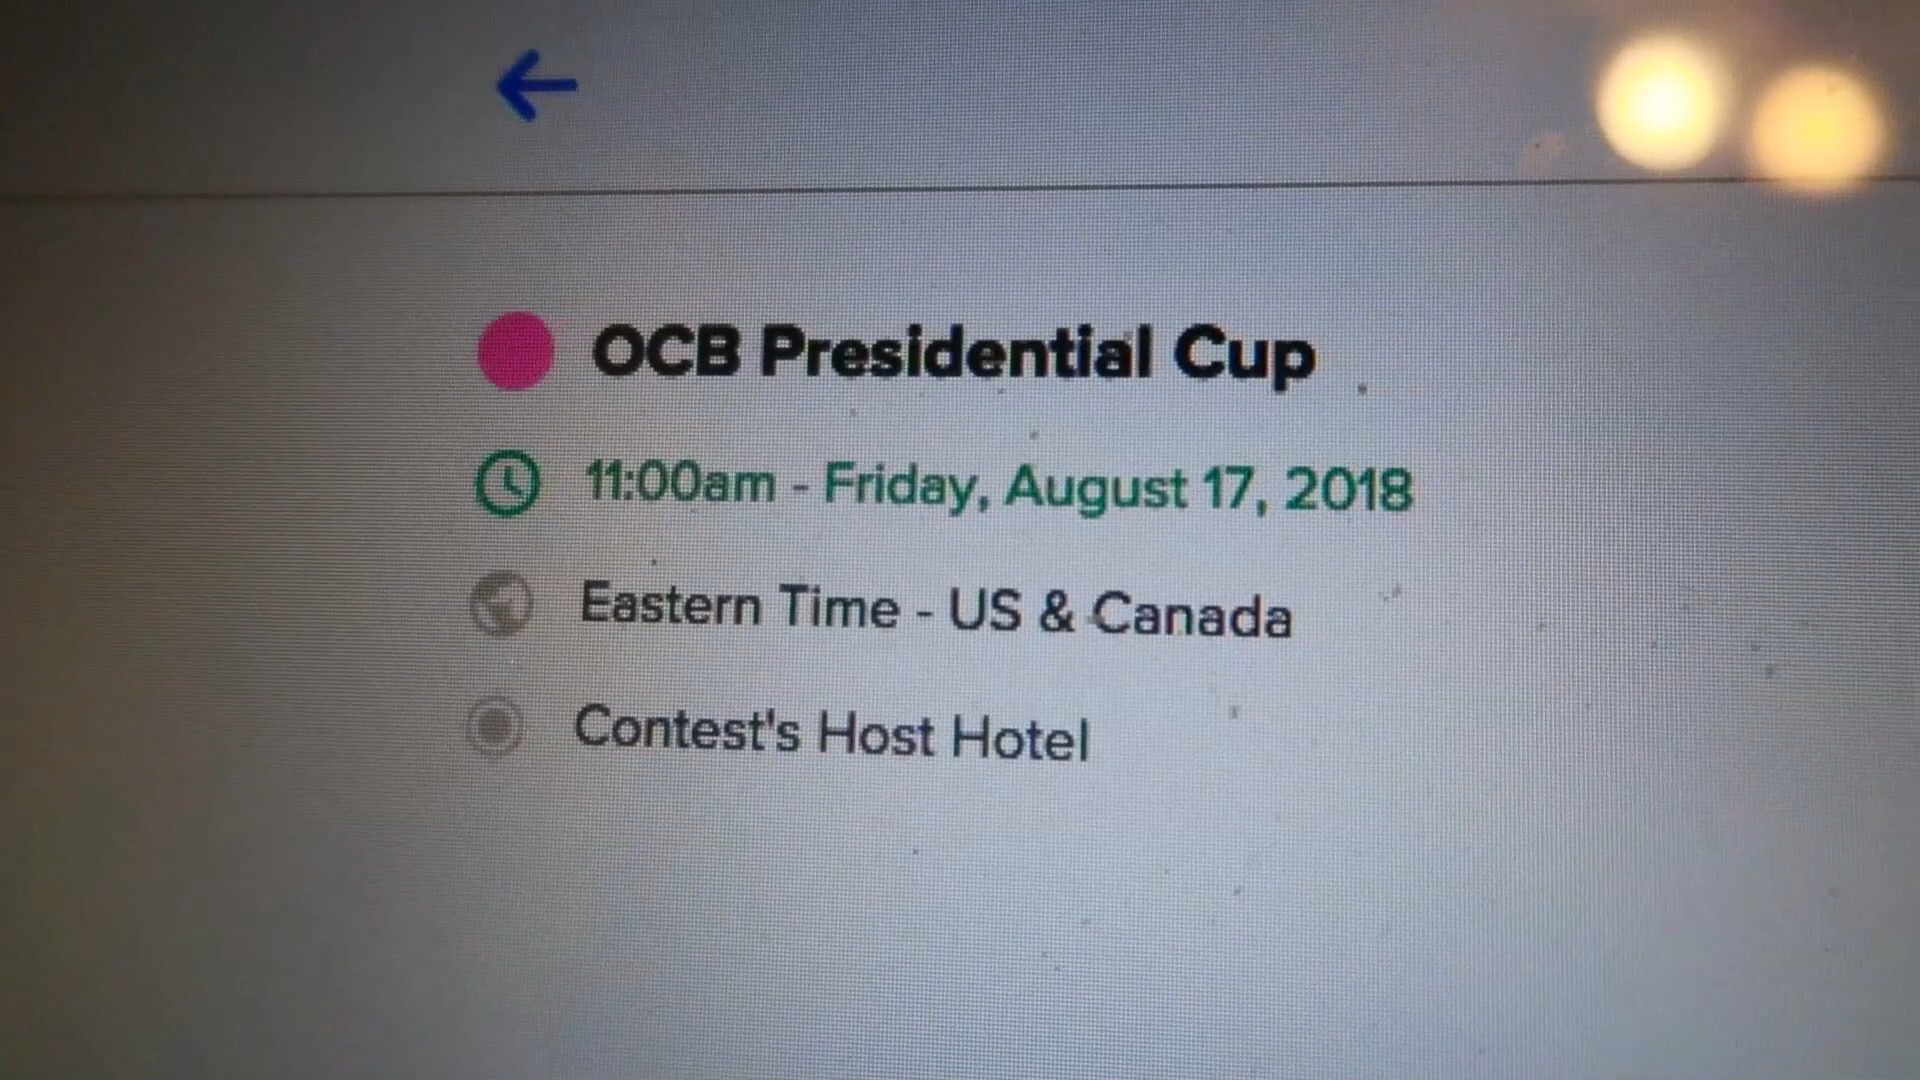 OCB Presidential Cup
11:00am - Friday, August 17, 2018
Eastern Time - US & Canada
Contest's Host Hotel